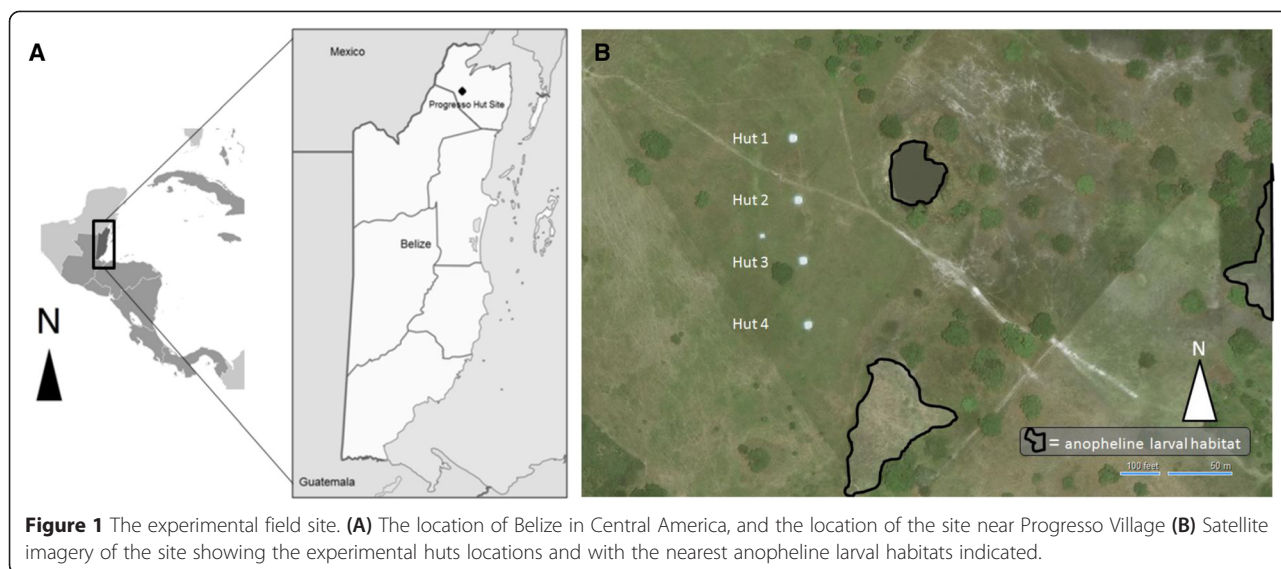 A
Mexico
Progresso Hut Site
Belize
N
Guatemala
B
Hut 1
Hut 2
Hut 3
Hut 4
N
= anopheline larval habitat
100 feet 50 m
Figure 1 The experimental field site. (A) The location of Belize in Central America, and the location of the site near Progresso Village (B) Satellite
imagery of the site showing the experimental huts locations and with the nearest anopheline larval habitats indicated.